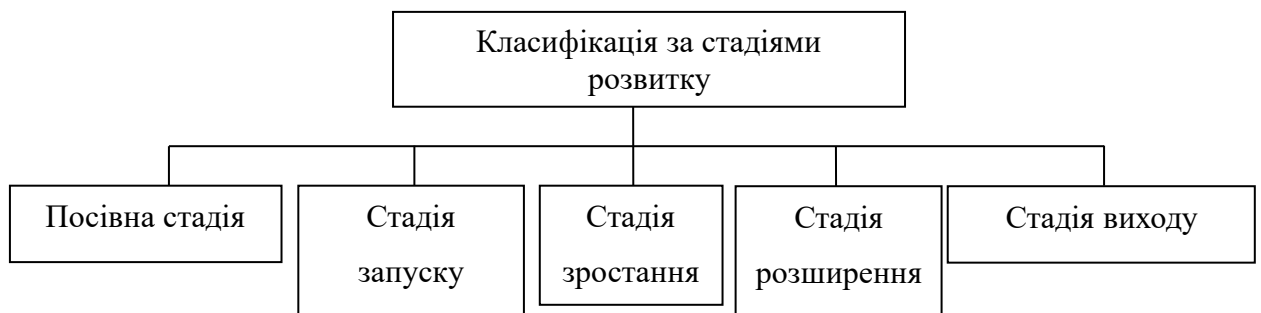 Класифікація за стадіями
розвитку
Посівна стадія
Стадія
запуску
Стадія
зростання
Стадія
розширення
Стадія виходу